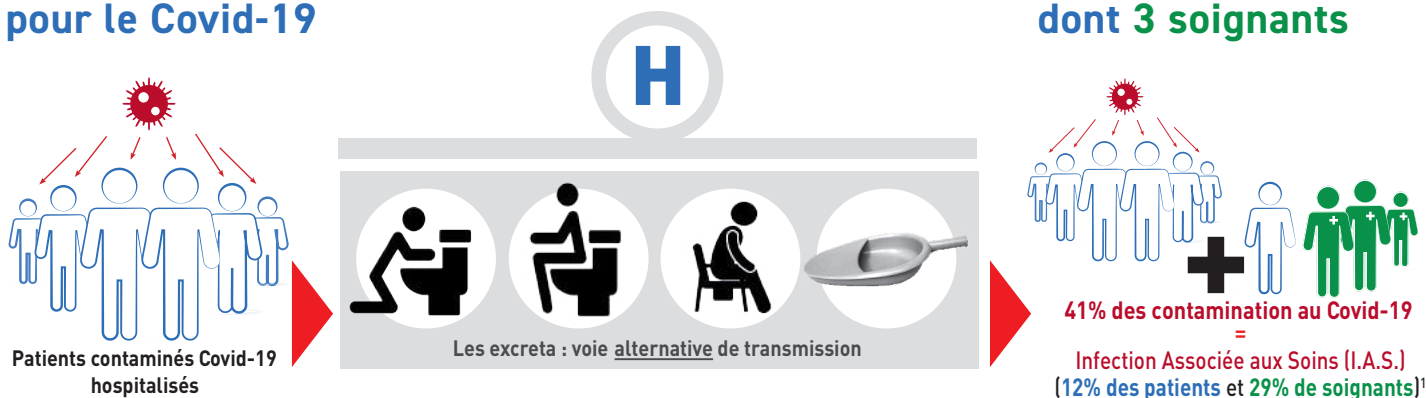 pour le Covid-19
dont 3 soignants
H
Patients contaminés Covid-19
hospitalisés
Les excreta : voie alternative de transmission
41% des contamination au Covid-19
=
Infection Associée aux Soins (I.A.S.)
(12% des patients et 29% de soignants)¹